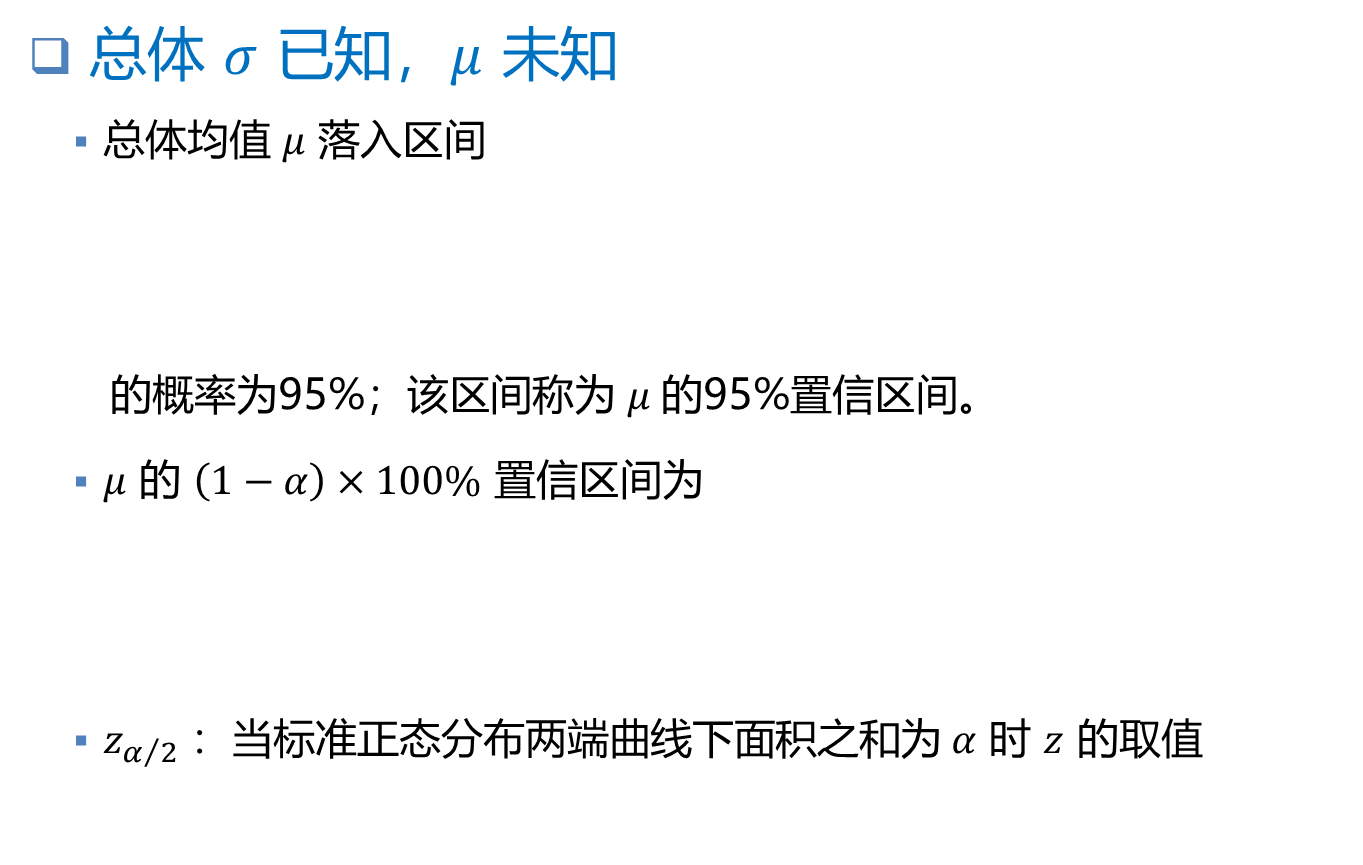 ❑ 总体 σ 已知，μ 未知
▪ 总体均值 μ 落入区间
的概率为95%；该区间称为 μ 的95%置信区间。
▪ μ 的 (1 − α) × 100% 置信区间为
▪ z_{α/2}： 当标准正态分布两端曲线下面积之和为 α 时 z 的取值